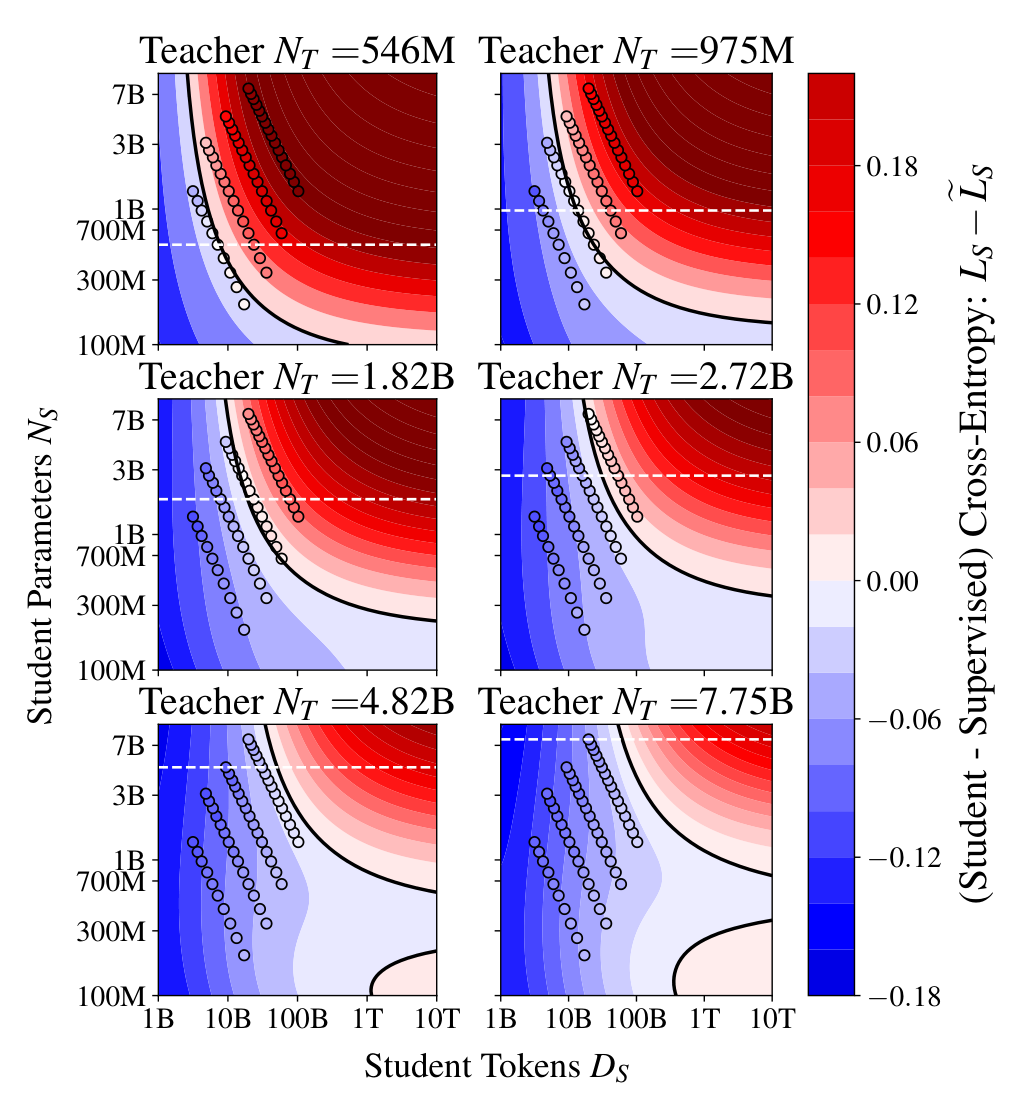 Teacher N_T =546M
Teacher N_T =975M
7B
3B
1B
700M
300M
100M
Teacher N_T =1.82B
Teacher N_T =2.72B
7B
3B
1B
700M
300M
100M
Teacher N_T =4.82B
Teacher N_T =7.75B
7B
3B
1B
700M
300M
100M
1B 10B 100B 1T 10T
1B 10B 100B 1T 10T
Student Tokens D_S
Student Parameters N_S
0.18
0.12
0.06
0.00
−0.06
−0.12
−0.18
(Student - Supervised) Cross-Entropy: L_S − L̃_S